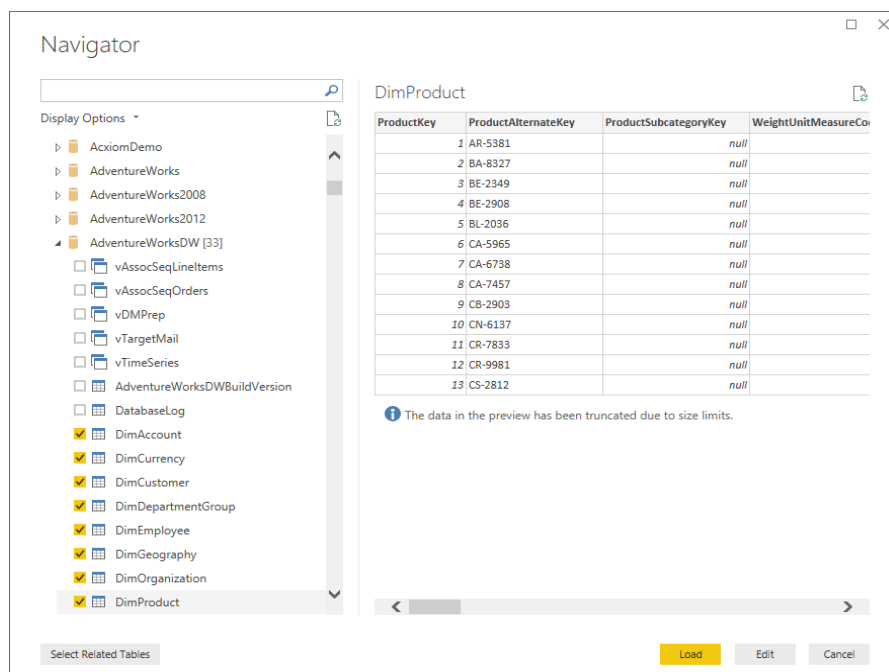 Navigator
Display Options
AcxiomDemo
AdventureWorks
AdventureWorks2008
AdventureWorks2012
AdventureWorksDW [33]
vAssocSeqLineItems
vAssocSeqOrders
vDMPrep
vTargetMail
vTimeSeries
AdventureWorksDWBuildVersion
DatabaseLog
DimAccount
DimCurrency
DimCustomer
DimDepartmentGroup
DimEmployee
DimGeography
DimOrganization
DimProduct
DimProduct
ProductKey ProductAlternateKey ProductSubcategoryKey WeightUnitMeasureCo
1 AR-5381 null
2 BA-8327 null
3 BE-2349 null
4 BE-2908 null
5 BL-2036 null
6 CA-5965 null
7 CA-6738 null
8 CA-7457 null
9 CB-2903 null
10 CN-6137 null
11 CR-7833 null
12 CR-9981 null
13 CS-2812 null
The data in the preview has been truncated due to size limits.
Select Related Tables
Load Edit Cancel